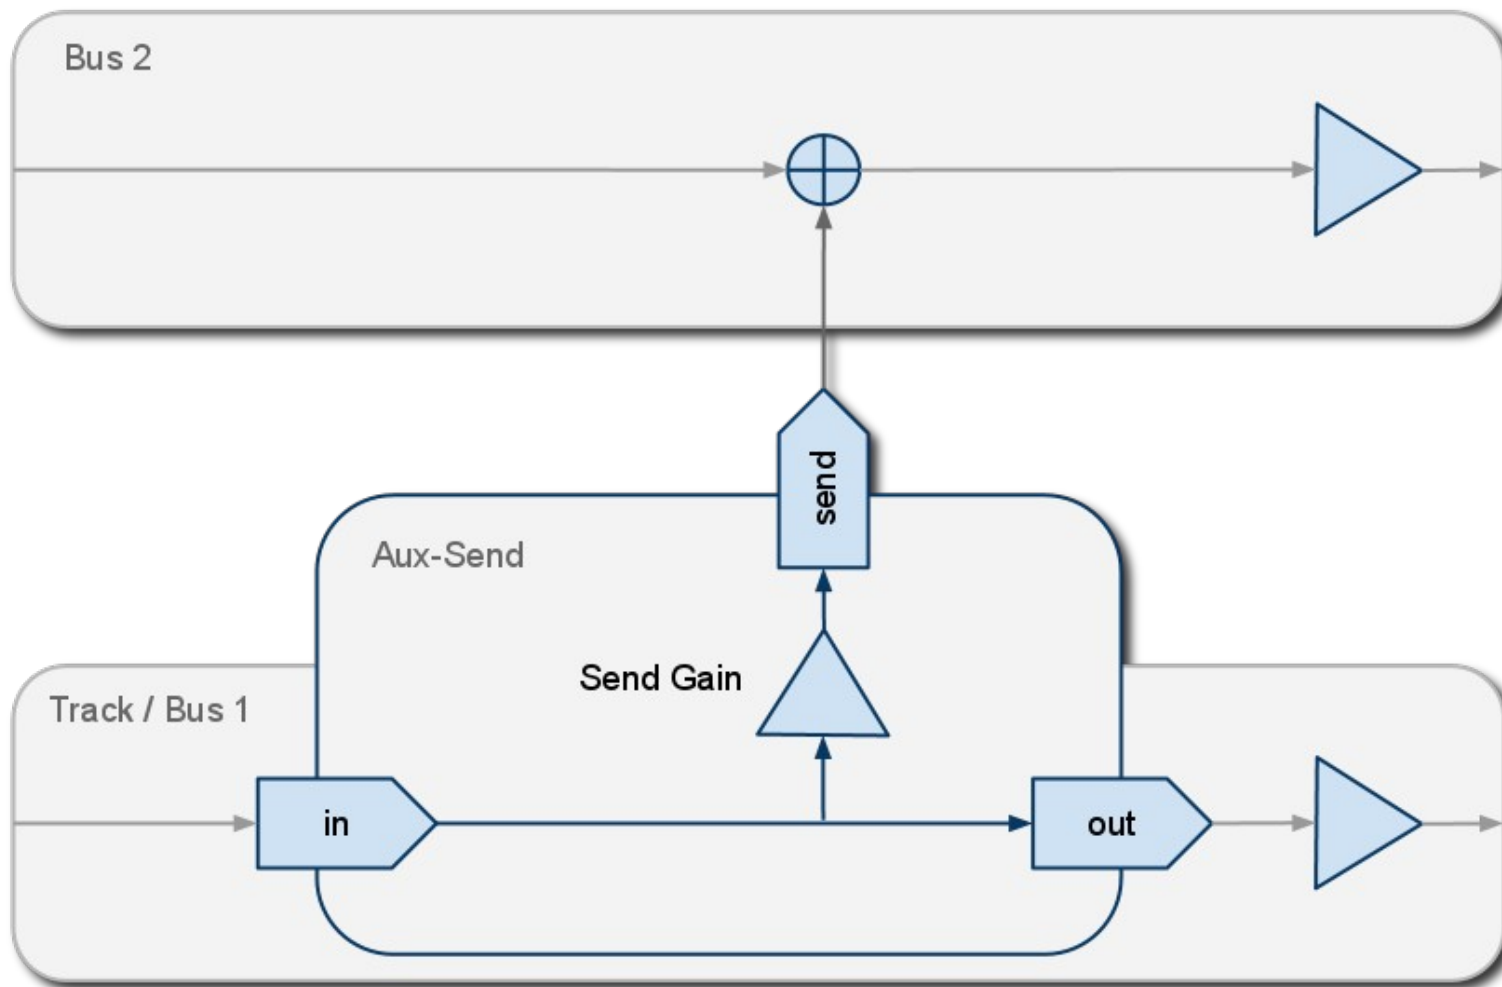 Bus 2
send
Aux-Send
Send Gain
Track / Bus 1
in
out